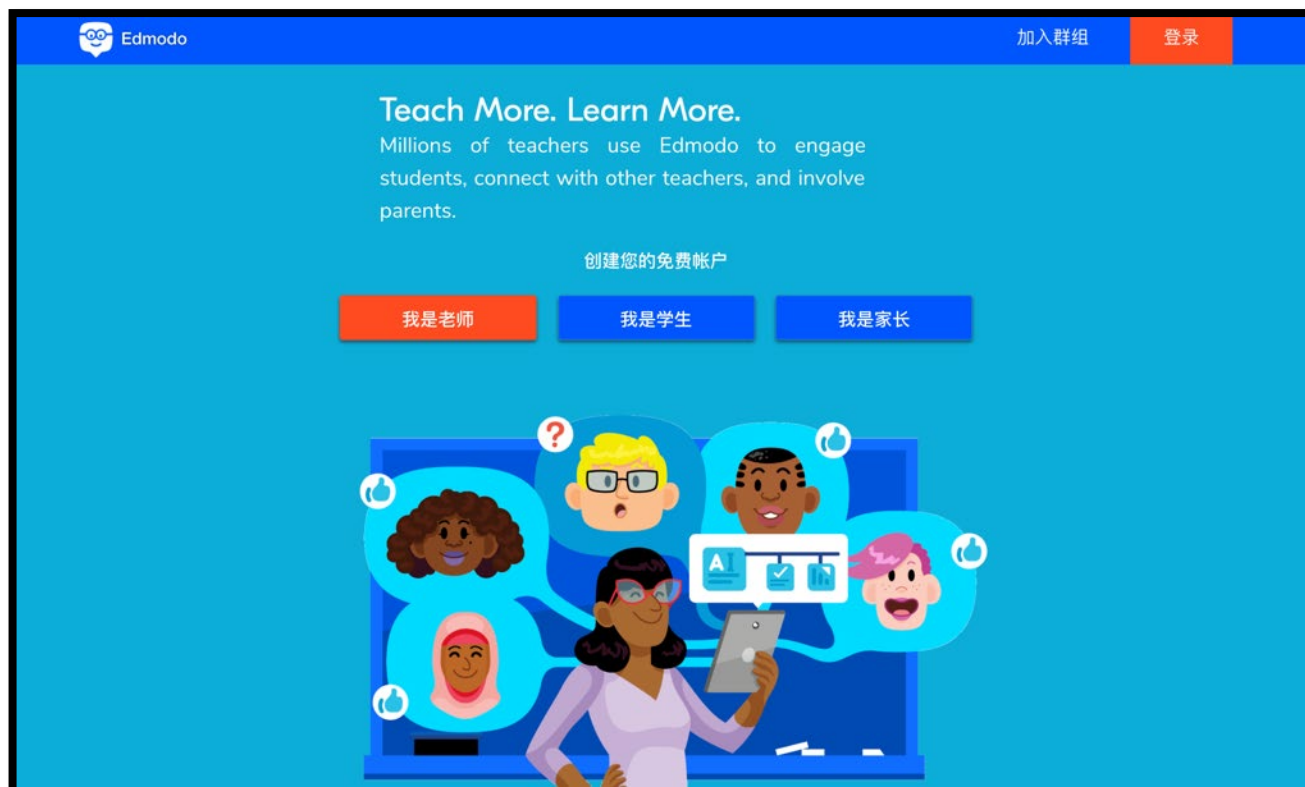 Edmodo
加入群组
登录
Teach More. Learn More.
Millions of teachers use Edmodo to engage
students, connect with other teachers, and involve
parents.
创建您的免费帐户
我是老师
我是学生
我是家长
?
A